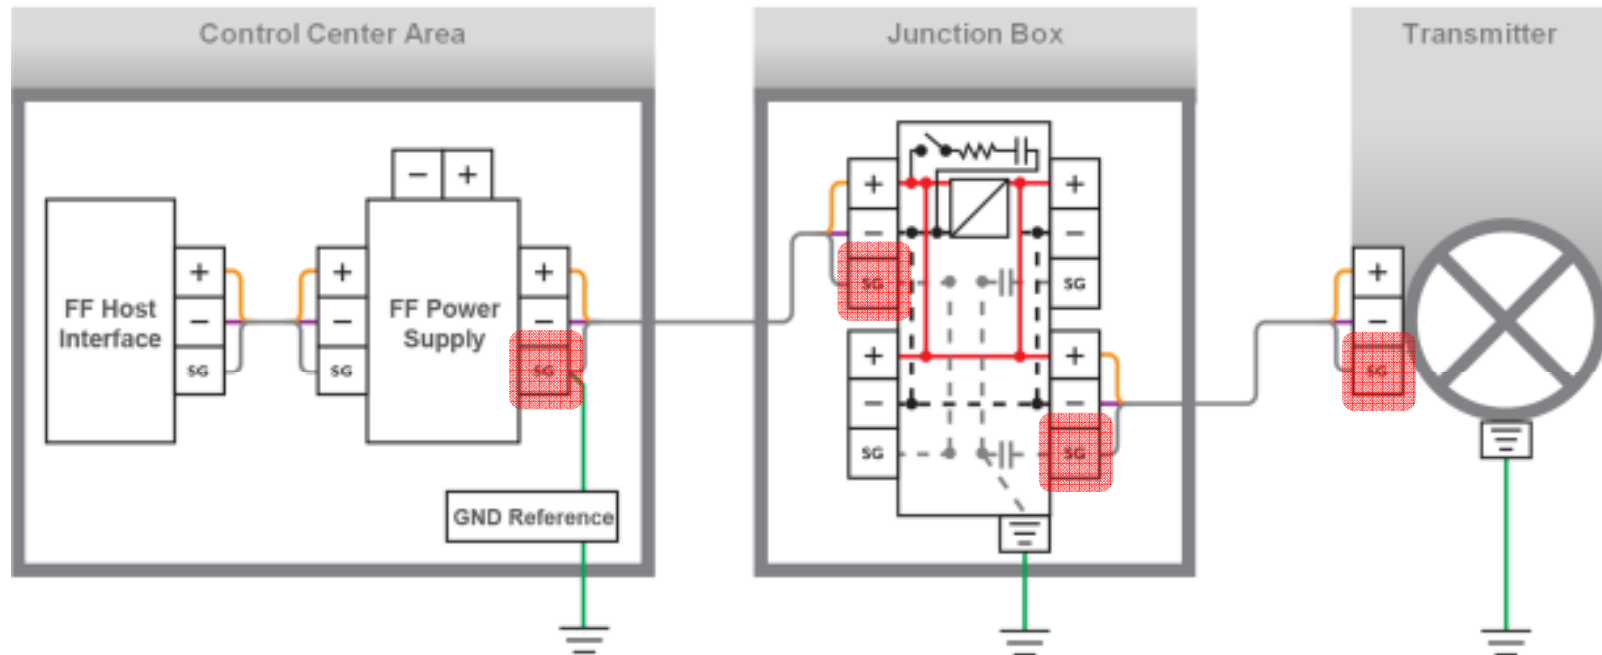 Control Center Area
Junction Box
Transmitter
− +
FF Host
Interface
+
−
SG
+
−
SG
FF Power
Supply
+
−
SG
GND Reference
+
−
SG
+
−
SG
+
−
SG
+
−
SG
+
−
SG